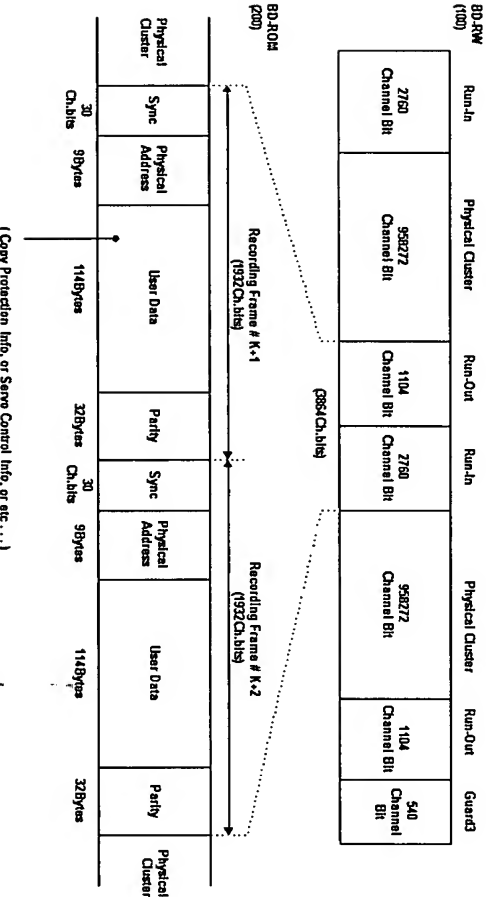 BD-RW
(100)
Run-In
Physical Cluster
Run-Out
Run-In
Physical Cluster
Run-Out
Guard3
2760
Channel Bit
958272
Channel Bit
1104
Channel Bit
2760
Channel Bit
958272
Channel Bit
1104
Channel Bit
540
Channel
Bit
(3864Ch.bits)
BD-ROM
(200)
Recording Frame # K+1
(1932Ch.bits)
Recording Frame # K+2
(1932Ch.bits)
Physical
Cluster
Sync
Physical
Address
User Data
Parity
Sync
Physical
Address
User Data
Parity
Physical
Cluster
30
Ch.bits
9Bytes
114Bytes
32Bytes
30
Ch.bits
9Bytes
114Bytes
32Bytes
( Copy Protection Info. or Servo Control Info, or etc . . . )